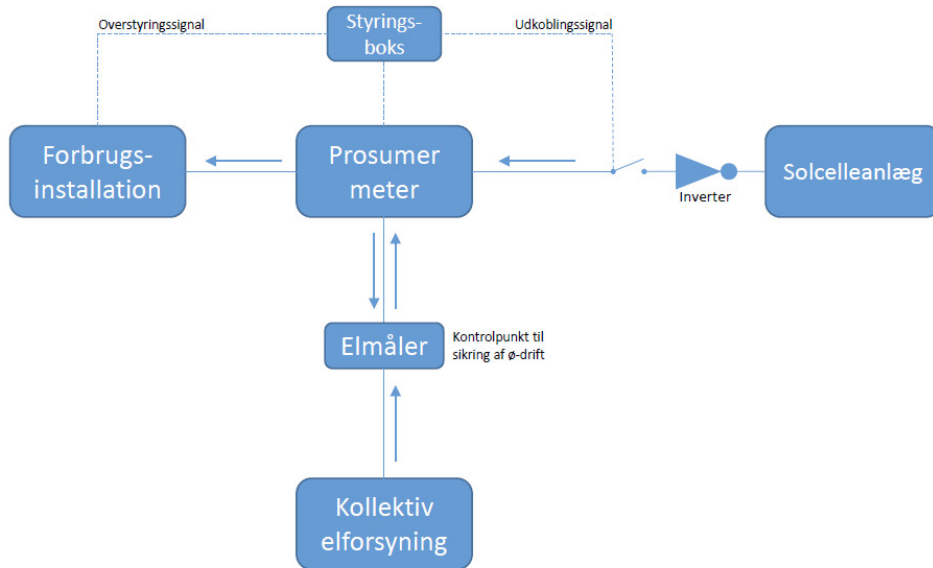 Overstyringssignal
Styrings-
boks
Udkoblingssignal
Forbrugs-
installation
Prosumer
meter
Inverter
Solcelleanlæg
Elmåler
Kontrolpunkt til
sikring af ø-drift
Kollektiv
elforsyning